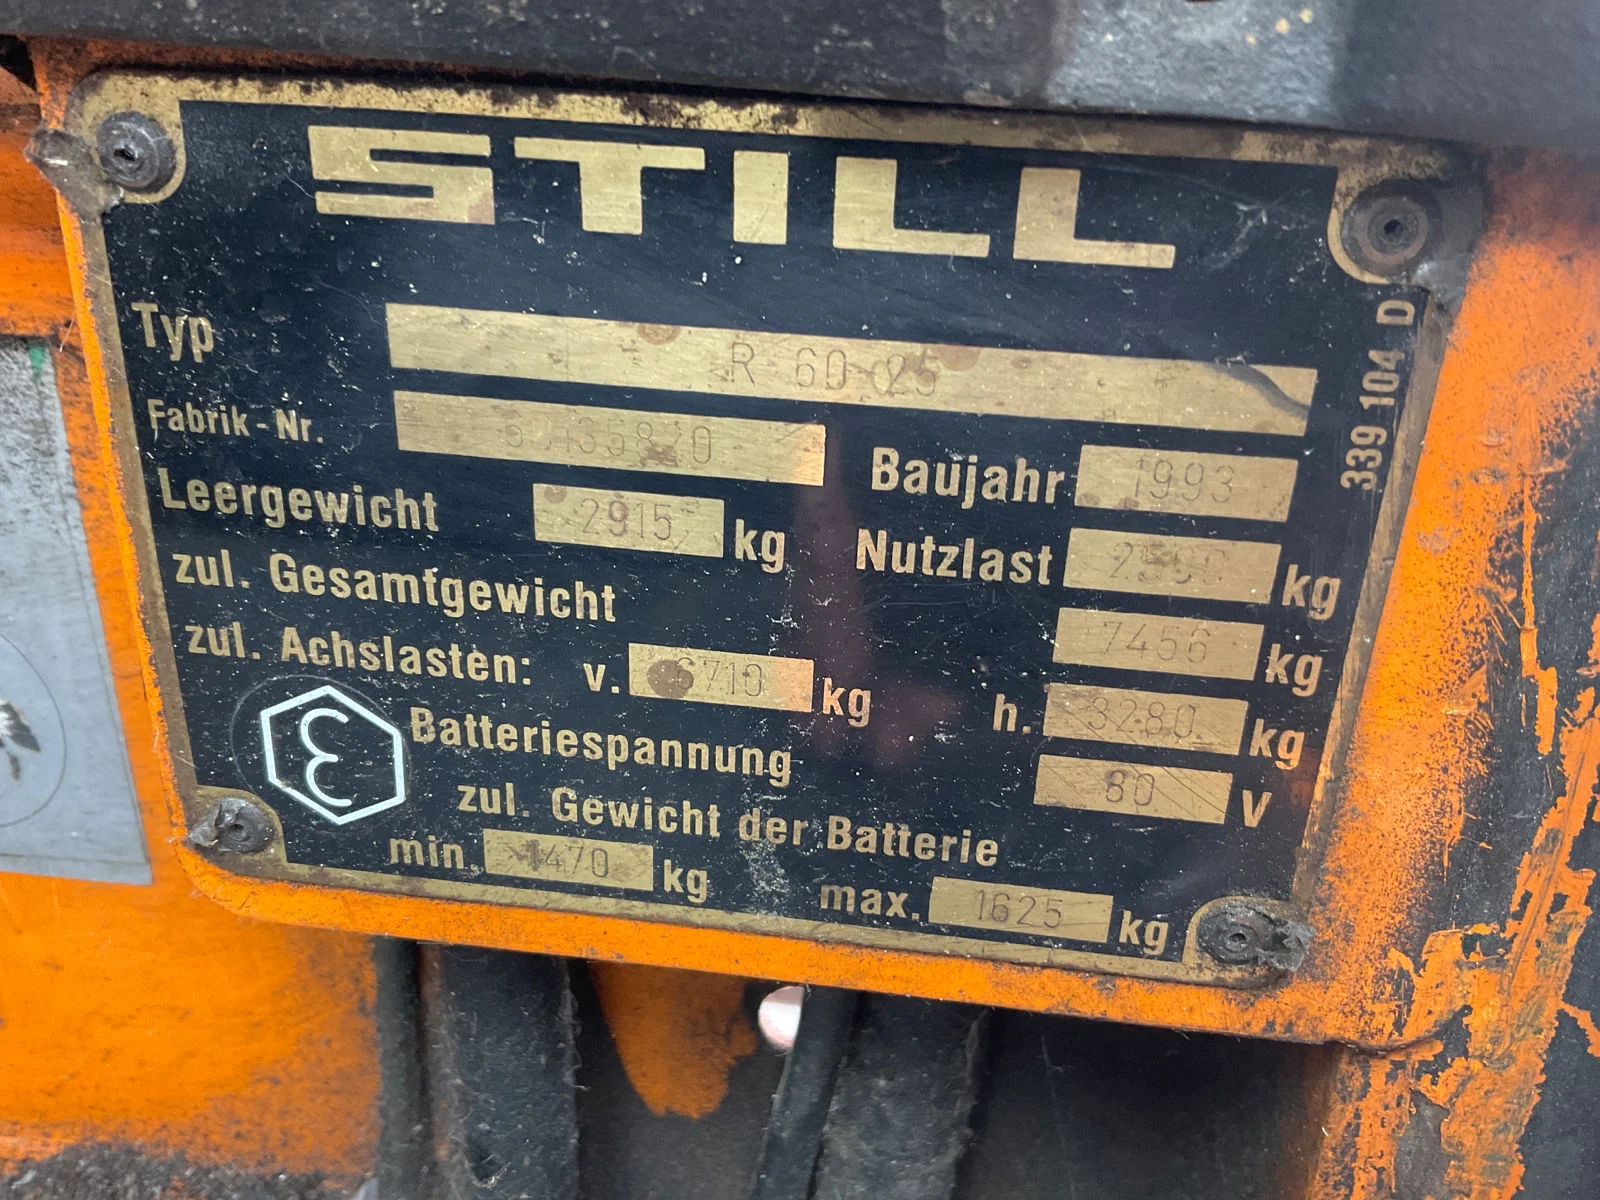 STILL
Typ R 60-25
Fabrik-Nr.
Baujahr 1993
Leergewicht 2915 kg
Nutzlast kg
zul. Gesamtgewicht 7456 kg
zul. Achslasten: v. 6710 kg h. 3280 kg
Batteriespannung 80 V
zul. Gewicht der Batterie
min. 1470 kg max. 1625 kg
339 104 D